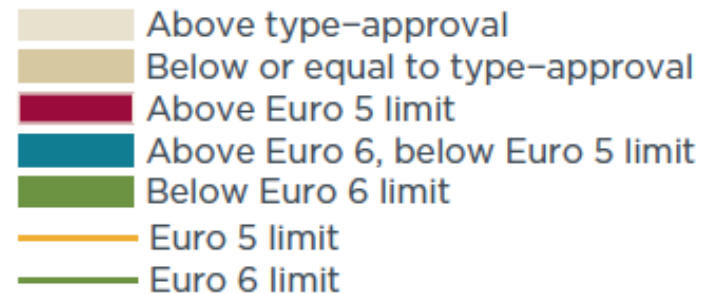 Above type–approval
Below or equal to type–approval
Above Euro 5 limit
Above Euro 6, below Euro 5 limit
Below Euro 6 limit
Euro 5 limit
Euro 6 limit